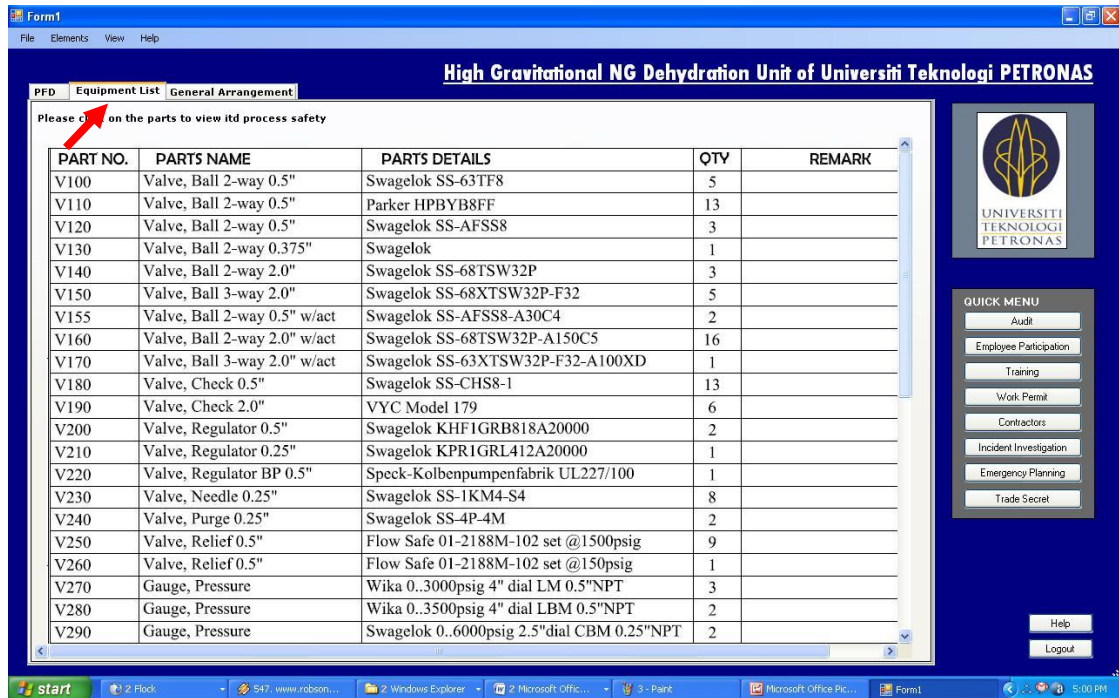 Form1
File Elements View Help
High Gravitational NG Dehydration Unit of Universiti Teknologi PETRONAS
PFD Equipment List General Arrangement
Please on the parts to view itd process safety
PART NO. PARTS NAME PARTS DETAILS QTY REMARK
V100 Valve, Ball 2-way 0.5" Swagelok SS-63TF8 5
V110 Valve, Ball 2-way 0.5" Parker HPBYB8FF 13
V120 Valve, Ball 2-way 0.5" Swagelok SS-AFSS8 3
V130 Valve, Ball 2-way 0.375" Swagelok 1
V140 Valve, Ball 2-way 2.0" Swagelok SS-68TSW32P 3
V150 Valve, Ball 3-way 2.0" Swagelok SS-68XTSW32P-F32 5
V155 Valve, Ball 2-way 0.5" w/act Swagelok SS-AFSS8-A30C4 2
V160 Valve, Ball 2-way 2.0" w/act Swagelok SS-68TSW32P-A150C5 16
V170 Valve, Ball 3-way 2.0" w/act Swagelok SS-63XTSW32P-F32-A100XD 1
V180 Valve, Check 0.5" Swagelok SS-CHS8-1 13
V190 Valve, Check 2.0" VYC Model 179 6
V200 Valve, Regulator 0.5" Swagelok KHF1GRB818A20000 2
V210 Valve, Regulator 0.25" Swagelok KPR1GRL412A20000 1
V220 Valve, Regulator BP 0.5" Speck-Kolbenpumpenfabrik UL227/100 1
V230 Valve, Needle 0.25" Swagelok SS-1KM4-S4 8
V240 Valve, Purge 0.25" Swagelok SS-4P-4M 2
V250 Valve, Relief 0.5" Flow Safe 01-2188M-102 set @1500psig 9
V260 Valve, Relief 0.5" Flow Safe 01-2188M-102 set @150psig 1
V270 Gauge, Pressure Wika 0..3000psig 4" dial LM 0.5"NPT 3
V280 Gauge, Pressure Wika 0..3500psig 4" dial LBM 0.5"NPT 2
V290 Gauge, Pressure Swagelok 0..6000psig 2.5"dial CBM 0.25"NPT 2
UNIVERSITI
TEKNOLOGI
PETRONAS
QUICK MENU
Audit
Employee Participation
Training
Work Permit
Contractors
Incident Investigation
Emergency Planning
Trade Secret
Help
Logout
start 2 Flock 547. www.robson... 2 Windows Explorer 2 Microsoft Offic... 3 - Paint Microsoft Office Pic... Form1 5:00 PM